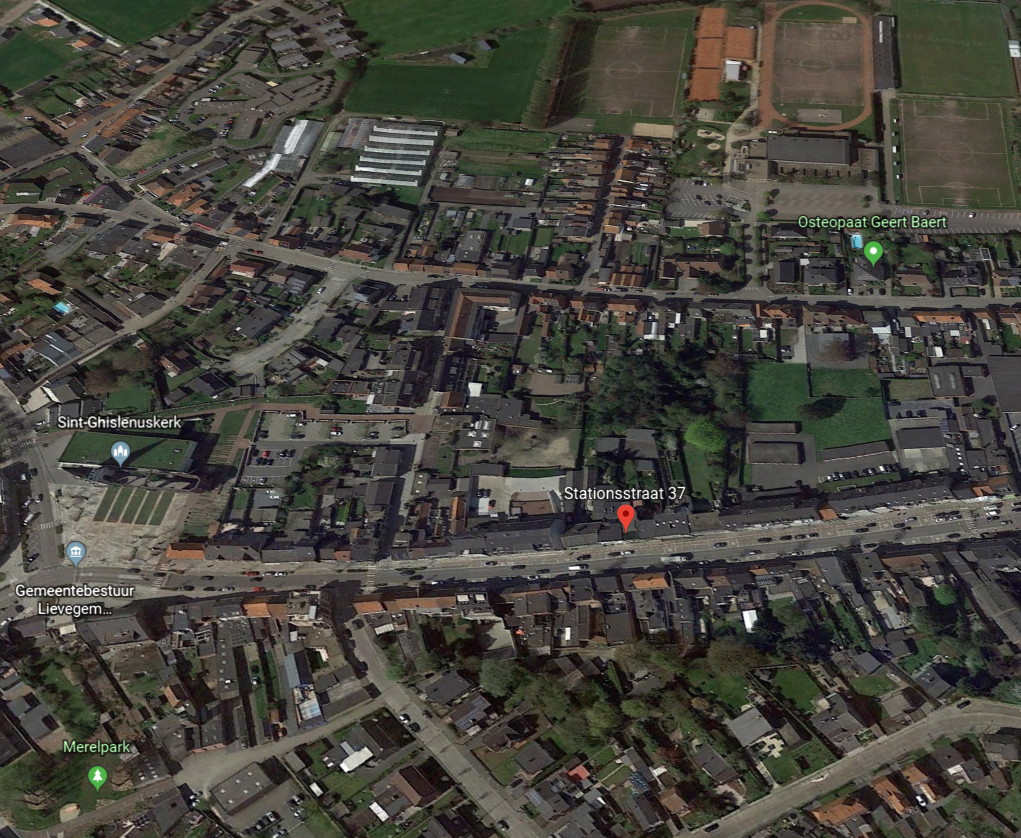 Osteopaat Geert Baert
Sint-Ghislenuskerk
Stationsstraat 37
Gemeentebestuur
Lievegem...
Merelpark